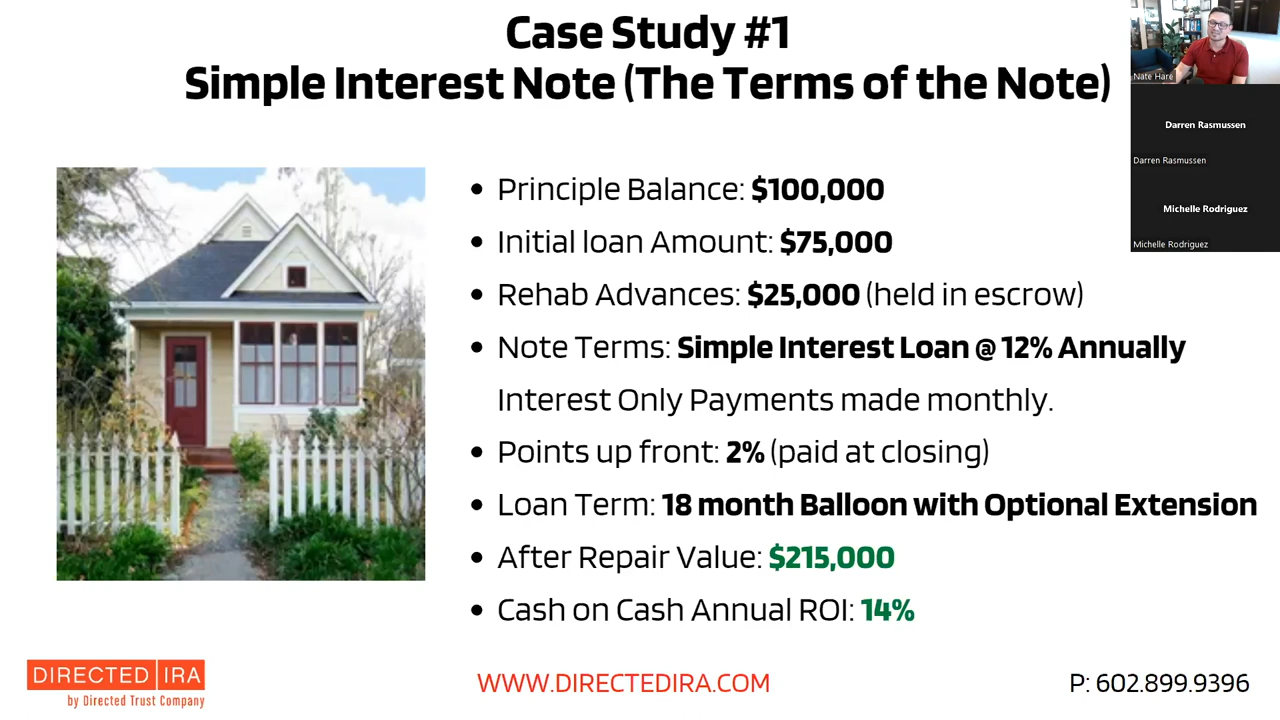 Case Study #1
Simple Interest Note (The Terms of the Note)
Nate Hare
Darren Rasmussen
Darren Rasmussen
Michelle Rodriguez
Michelle Rodriguez
• Principle Balance: $100,000
• Initial loan Amount: $75,000
• Rehab Advances: $25,000 (held in escrow)
• Note Terms: Simple Interest Loan @ 12% Annually
Interest Only Payments made monthly.
• Points up front: 2% (paid at closing)
• Loan Term: 18 month Balloon with Optional Extension
• After Repair Value: $215,000
• Cash on Cash Annual ROI: 14%
DIRECTED IRA
by Directed Trust Company
WWW.DIRECTEDIRA.COM
P: 602.899.9396